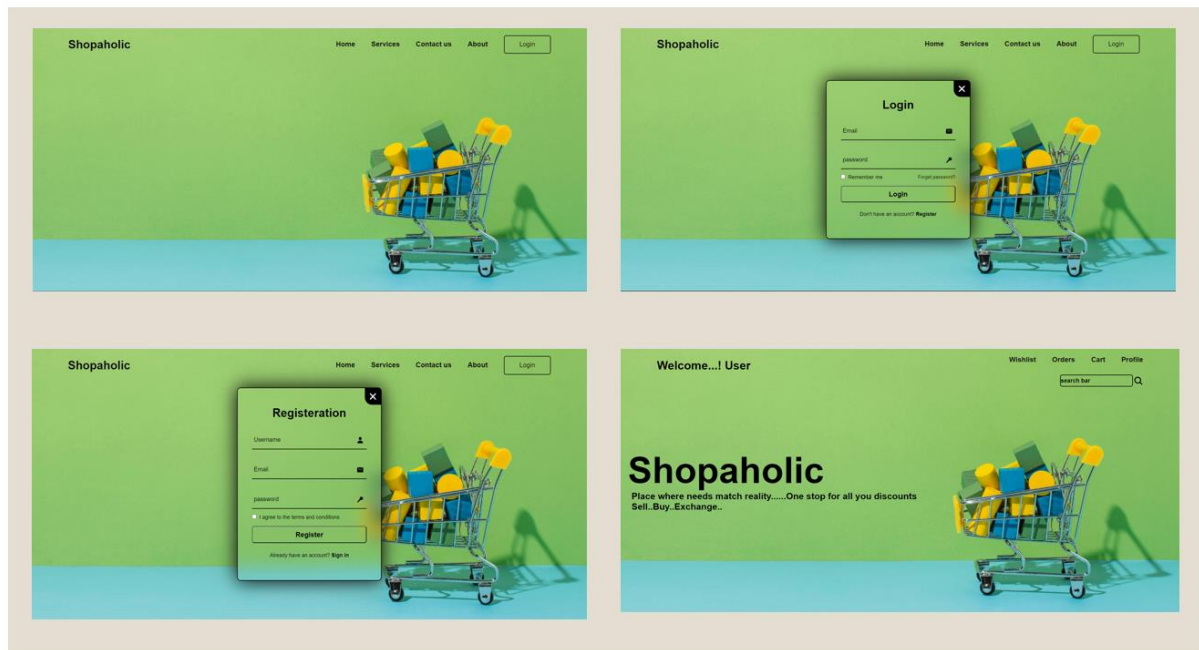 Shopaholic
Home Services Contact us About Login
Shopaholic
Home Services Contact us About Login
Login
Email
password
Remember me Forgot password?
Login
Don't have an account? Register
Shopaholic
Home Services Contact us About Login
Registeration
Username
Email
password
I agree to the terms and conditions
Register
Already have an account? Sign in
Welcome...! User
Wishlist Orders Cart Profile
search bar
Shopaholic
Place where needs match reality......One stop for all you discounts
Sell..Buy..Exchange..